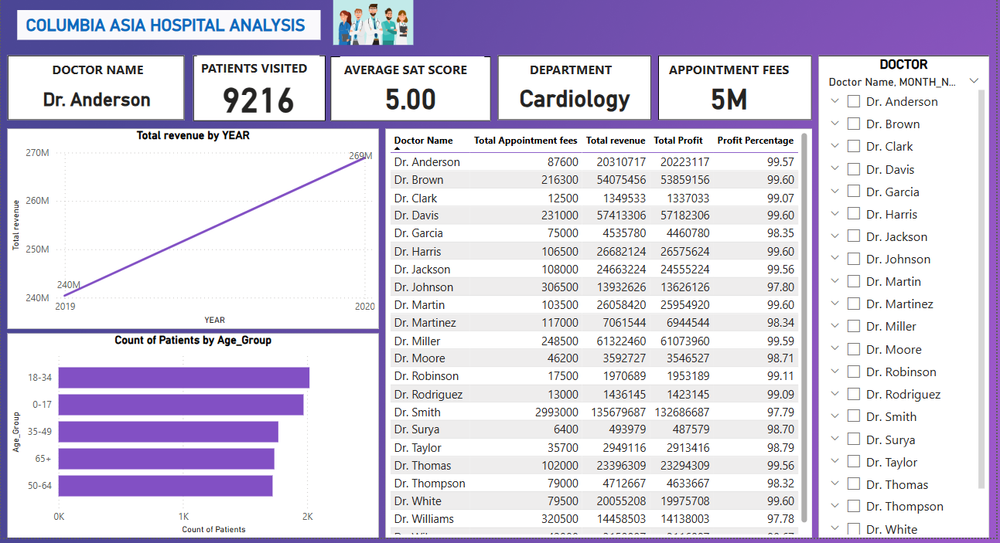 COLUMBIA ASIA HOSPITAL ANALYSIS
DOCTOR NAME
Dr. Anderson
PATIENTS VISITED
9216
AVERAGE SAT SCORE
5.00
DEPARTMENT
Cardiology
APPOINTMENT FEES
5M
DOCTOR
Doctor Name, MONTH_N...
Dr. Anderson
Dr. Brown
Dr. Clark
Dr. Davis
Dr. Garcia
Dr. Harris
Dr. Jackson
Dr. Johnson
Dr. Martin
Dr. Martinez
Dr. Miller
Dr. Moore
Dr. Robinson
Dr. Rodriguez
Dr. Smith
Dr. Surya
Dr. Taylor
Dr. Thomas
Dr. Thompson
Dr. White
Total revenue by YEAR
Total revenue
270M
260M
250M
240M
240M
269M
2019
2020
YEAR
Count of Patients by Age_Group
Age_Group
18-34
0-17
35-49
65+
50-64
0K
1K
2K
Count of Patients
Doctor Name Total Appointment fees Total revenue Total Profit Profit Percentage
Dr. Anderson 87600 20310717 20223117 99.57
Dr. Brown 216300 54075456 53859156 99.60
Dr. Clark 12500 1349533 1337033 99.07
Dr. Davis 231000 57413306 57182306 99.60
Dr. Garcia 75000 4535780 4460780 98.35
Dr. Harris 106500 26682124 26575624 99.60
Dr. Jackson 108000 24663224 24555224 99.56
Dr. Johnson 306500 13932626 13626126 97.80
Dr. Martin 103500 26058420 25954920 99.60
Dr. Martinez 117000 7061544 6944544 98.34
Dr. Miller 248500 61322460 61073960 99.59
Dr. Moore 46200 3592727 3546527 98.71
Dr. Robinson 17500 1970689 1953189 99.11
Dr. Rodriguez 13000 1436145 1423145 99.09
Dr. Smith 2993000 135679687 132686687 97.79
Dr. Surya 6400 493979 487579 98.70
Dr. Taylor 35700 2949116 2913416 98.79
Dr. Thomas 102000 23396309 23294309 99.56
Dr. Thompson 79000 4712667 4633667 98.32
Dr. White 79500 20055208 19975708 99.60
Dr. Williams 320500 14458503 14138003 97.78